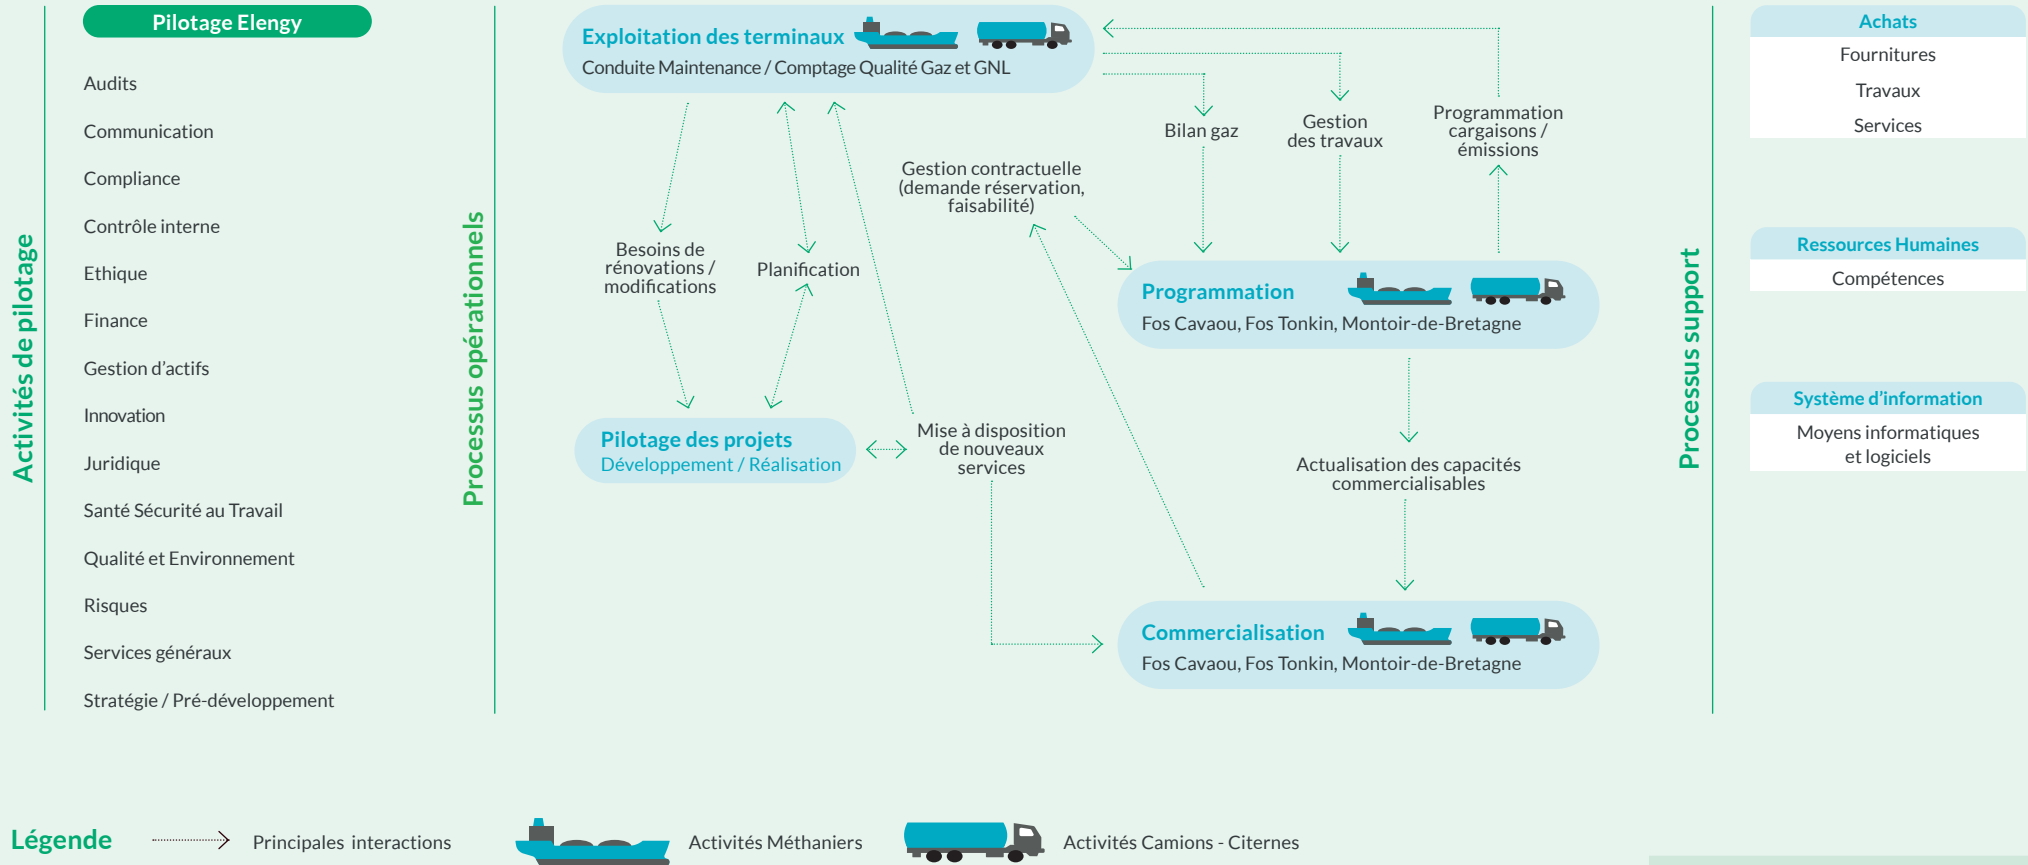 Activités de pilotage
Pilotage Elengy
Audits
Communication
Compliance
Contrôle interne
Ethique
Finance
Gestion d’actifs
Innovation
Juridique
Santé Sécurité au Travail
Qualité et Environnement
Risques
Services généraux
Stratégie / Pré-développement
Processus opérationnels
Exploitation des terminaux
Conduite Maintenance / Comptage Qualité Gaz et GNL
Bilan gaz
Gestion
des travaux
Programmation
cargaisons /
émissions
Gestion contractuelle
(demande réservation,
faisabilité)
Besoins de
rénovations /
modifications
Planification
Programmation
Fos Cavaou, Fos Tonkin, Montoir-de-Bretagne
Pilotage des projets
Développement / Réalisation
Mise à disposition
de nouveaux
services
Actualisation des capacités
commercialisables
Commercialisation
Fos Cavaou, Fos Tonkin, Montoir-de-Bretagne
Processus support
Achats
Fournitures
Travaux
Services
Ressources Humaines
Compétences
Système d’information
Moyens informatiques
et logiciels
Légende
Principales interactions
Activités Méthaniers
Activités Camions - Citernes